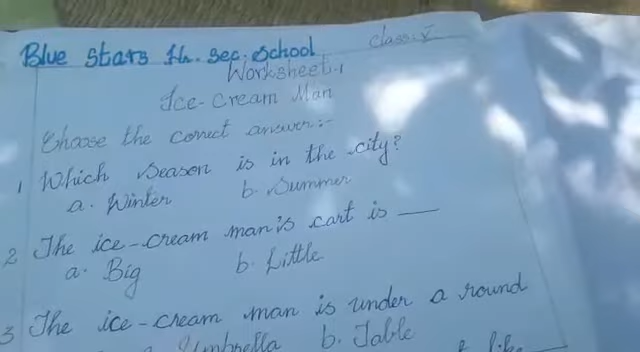 Blue Stars Hr. Sec. School
Class: V
Worksheet-1
Ice-Cream Man
Choose the correct answer:-
1 Which season is in the city?
a. Winter b. Summer
2 The ice-cream man's cart is ___
a. Big b. Little
3 The ice-cream man is under a round
Umbrella b. Table
like